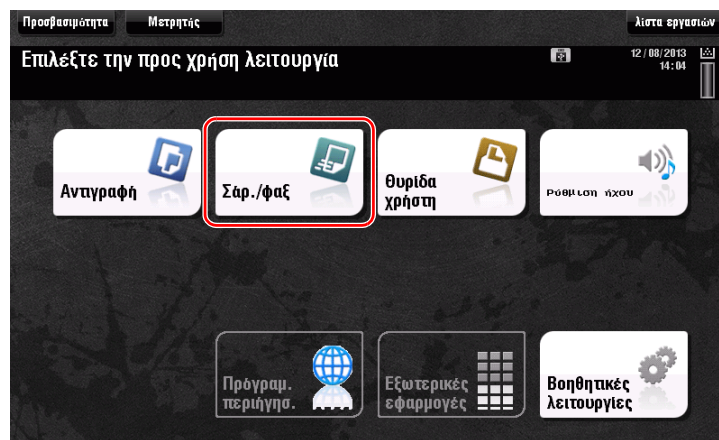 Προσβασιμότητα Μετρητής λίστα εργασιών
Επιλέξτε την προς χρήση λειτουργία
12/08/2013
14:04
Αντιγραφή
Σάρ./φαξ
Θυρίδα
χρήστη
Ρύθμιση ήχου
Πρόγραμ.
περιήγησ.
Εξωτερικές
εφαρμογές
Βοηθητικές
λειτουργίες